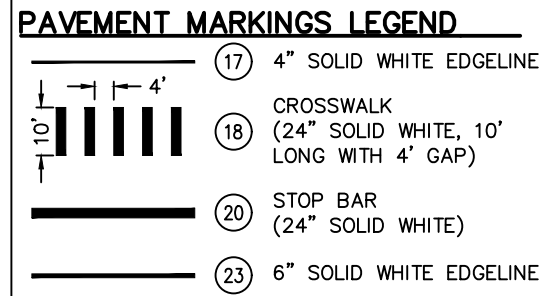 PAVEMENT MARKINGS LEGEND
17 4" SOLID WHITE EDGELINE
4'
10'
18 CROSSWALK
(24" SOLID WHITE, 10'
LONG WITH 4' GAP)
20 STOP BAR
(24" SOLID WHITE)
23 6" SOLID WHITE EDGELINE